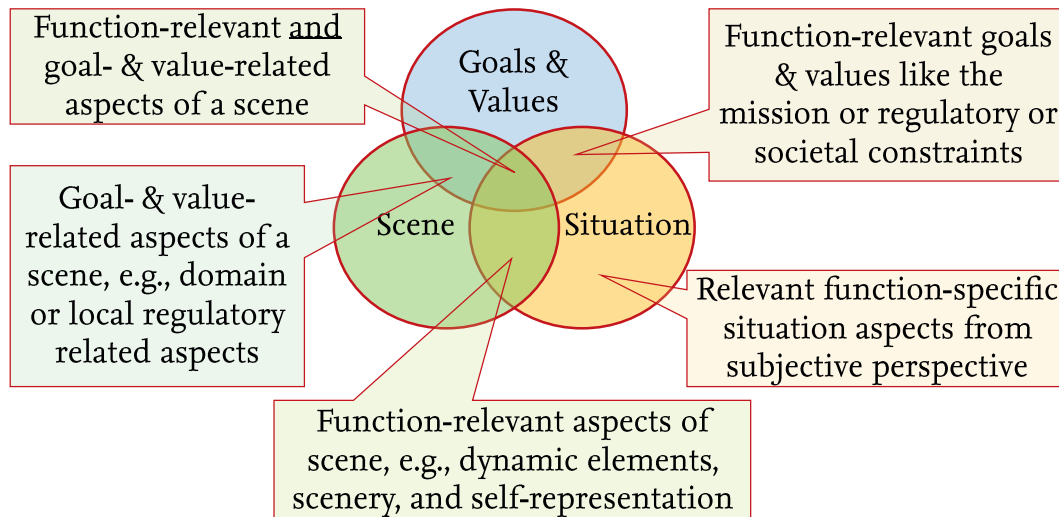 Function-relevant and
goal- & value-related
aspects of a scene
Goals &
Values
Function-relevant goals
& values like the
mission or regulatory or
societal constraints
Goal- & value-
related aspects of a
scene, e.g., domain
or local regulatory
related aspects
Scene
Situation
Relevant function-specific
situation aspects from
subjective perspective
Function-relevant aspects of
scene, e.g., dynamic elements,
scenery, and self-representation